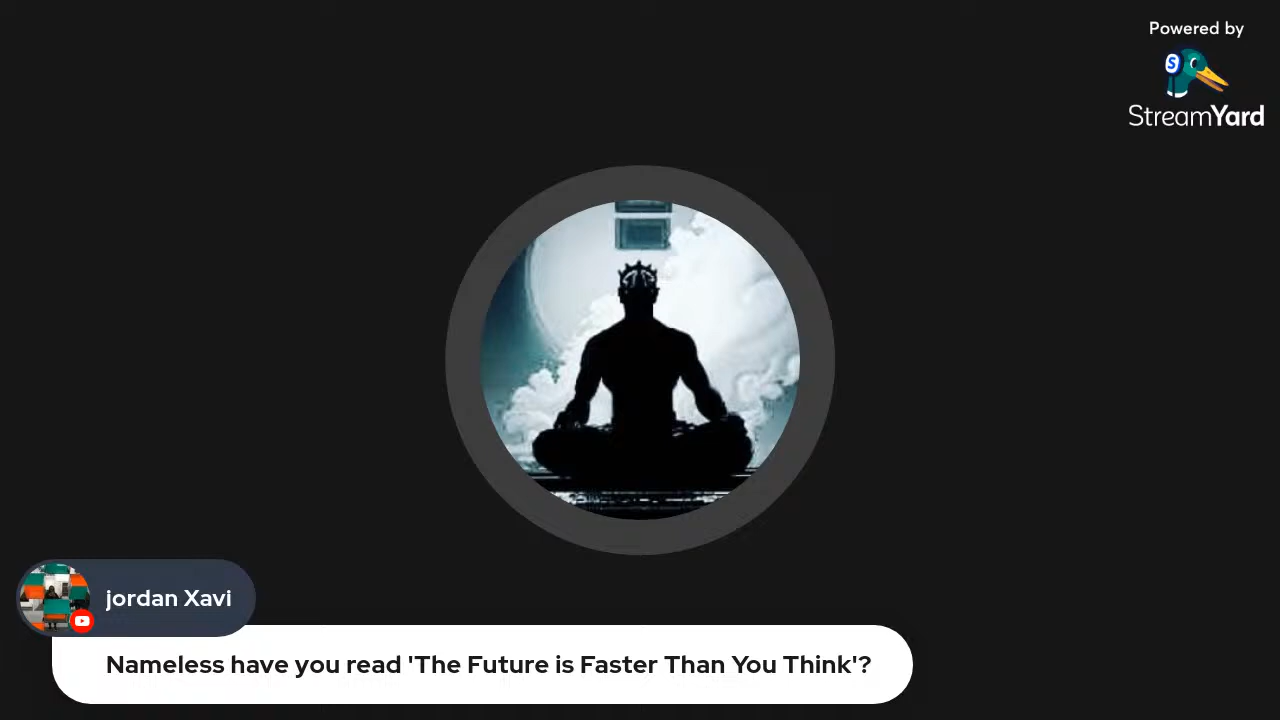 Powered by
S
StreamYard
jordan Xavi
Nameless have you read 'The Future is Faster Than You Think'?